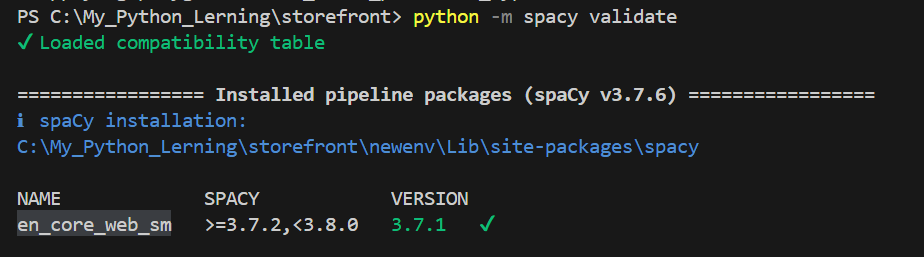 PS C:\My_Python_Lerning\storefront> python -m spacy validate
✓ Loaded compatibility table
================= Installed pipeline packages (spaCy v3.7.6) =================
ℹ spaCy installation:
C:\My_Python_Lerning\storefront\newenv\Lib\site-packages\spacy
NAME SPACY VERSION
en_core_web_sm >=3.7.2,<3.8.0 3.7.1 ✓